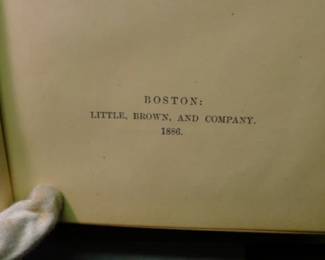 BOSTON:
LITTLE, BROWN, AND COMPANY.
1886.